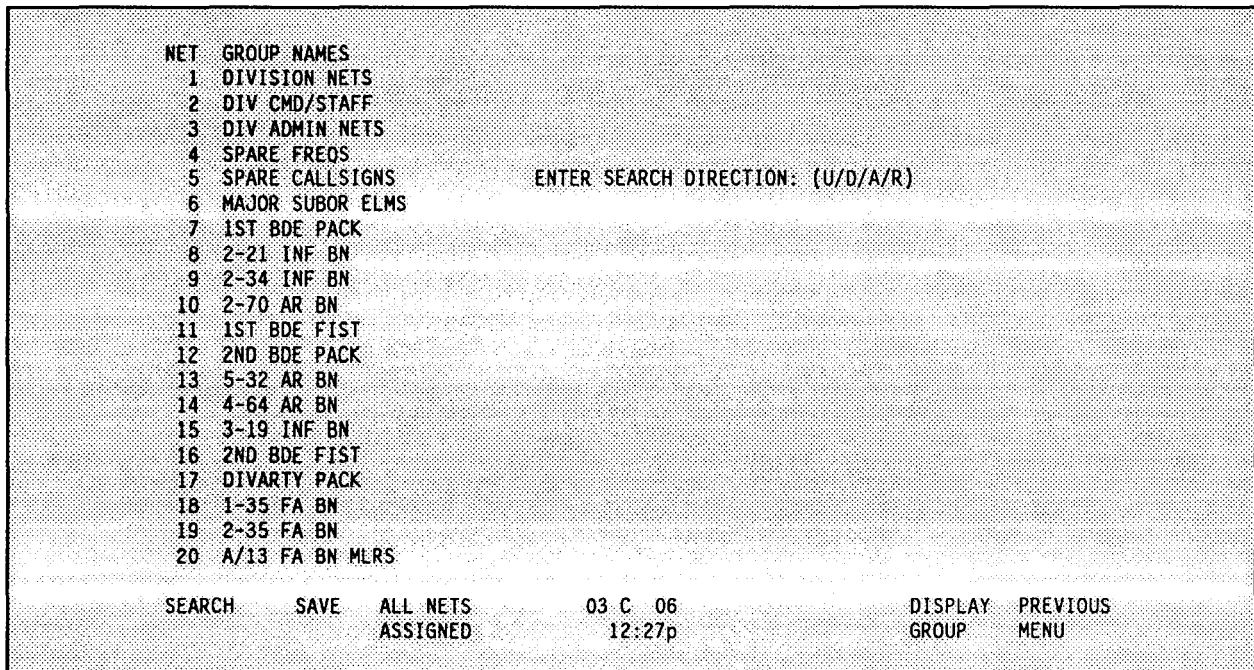 NET GROUP NAMES
1 DIVISION NETS
2 DIV CMD/STAFF
3 DIV ADMIN NETS
4 SPARE FREQS
5 SPARE CALLSIGNS ENTER SEARCH DIRECTION: (U/D/A/R)
6 MAJOR SUBOR ELMS
7 1ST BDE PACK
8 2-21 INF BN
9 2-34 INF BN
10 2-70 AR BN
11 1ST BDE FIST
12 2ND BDE PACK
13 5-32 AR BN
14 4-64 AR BN
15 3-19 INF BN
16 2ND BDE FIST
17 DIVARTY PACK
18 1-35 FA BN
19 2-35 FA BN
20 A/13 FA BN MLRS
SEARCH SAVE ALL NETS 03 C 06 DISPLAY PREVIOUS
ASSIGNED 12:27p GROUP MENU